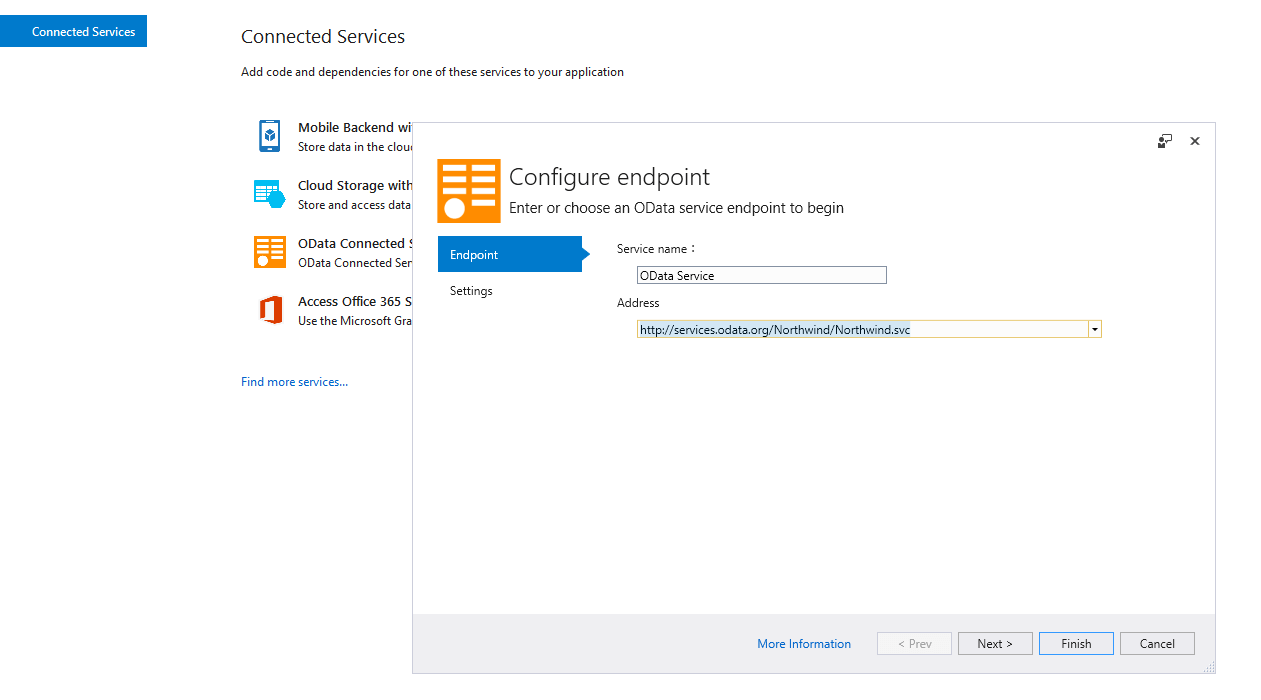 Connected Services
Connected Services
Add code and dependencies for one of these services to your application
Mobile Backend wi
Store data in the clou
Cloud Storage with
Store and access data
OData Connected S
OData Connected Ser
Access Office 365 S
Use the Microsoft Gra
Find more services...
Configure endpoint
Enter or choose an OData service endpoint to begin
Endpoint
Settings
Service name :
OData Service
Address
http://services.odata.org/Northwind/Northwind.svc
More Information
< Prev
Next >
Finish
Cancel